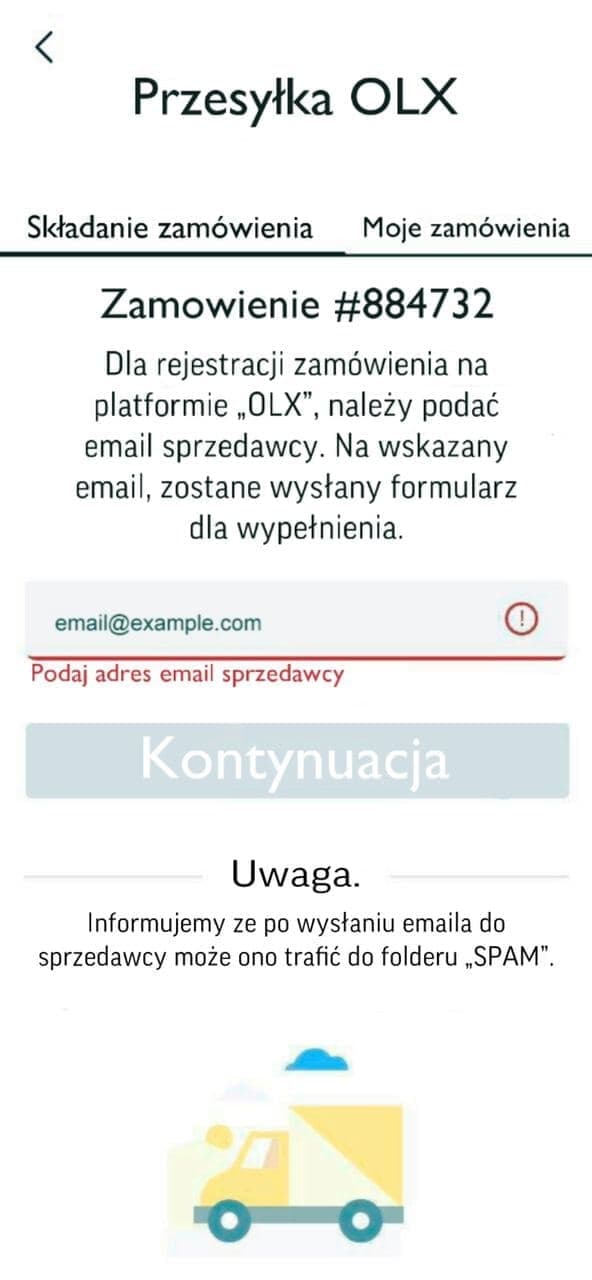 Przesyłka OLX
Składanie zamówienia
Moje zamówienia
Zamowienie #884732
Dla rejestracji zamówienia na
platformie „OLX”, należy podać
email sprzedawcy. Na wskazany
email, zostane wysłany formularz
dla wypełnienia.
email@example.com
Podaj adres email sprzedawcy
Kontynuacja
Uwaga.
Informujemy ze po wysłaniu emaila do
sprzedawcy może ono trafić do folderu „SPAM”.